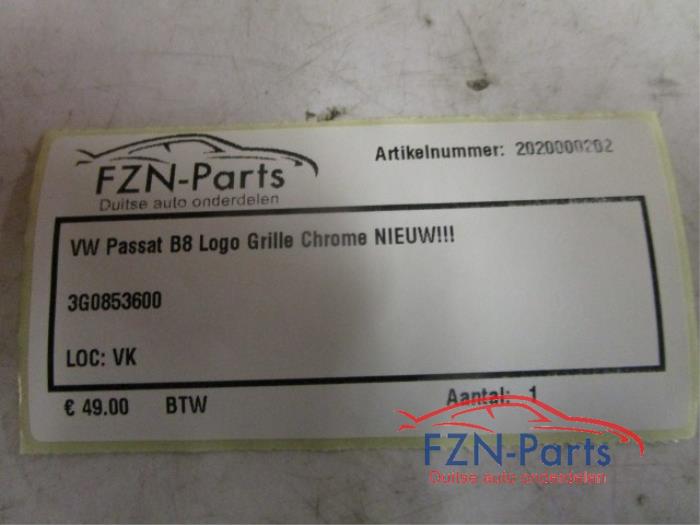 FZN-Parts
Duitse auto onderdelen
Artikelnummer: 2020000202
VW Passat B8 Logo Grille Chrome NIEUW!!!
3G0853600
LOC: VK
€ 49.00 BTW
Aantal: 1
FZN-Parts
Duitse auto onderdelen